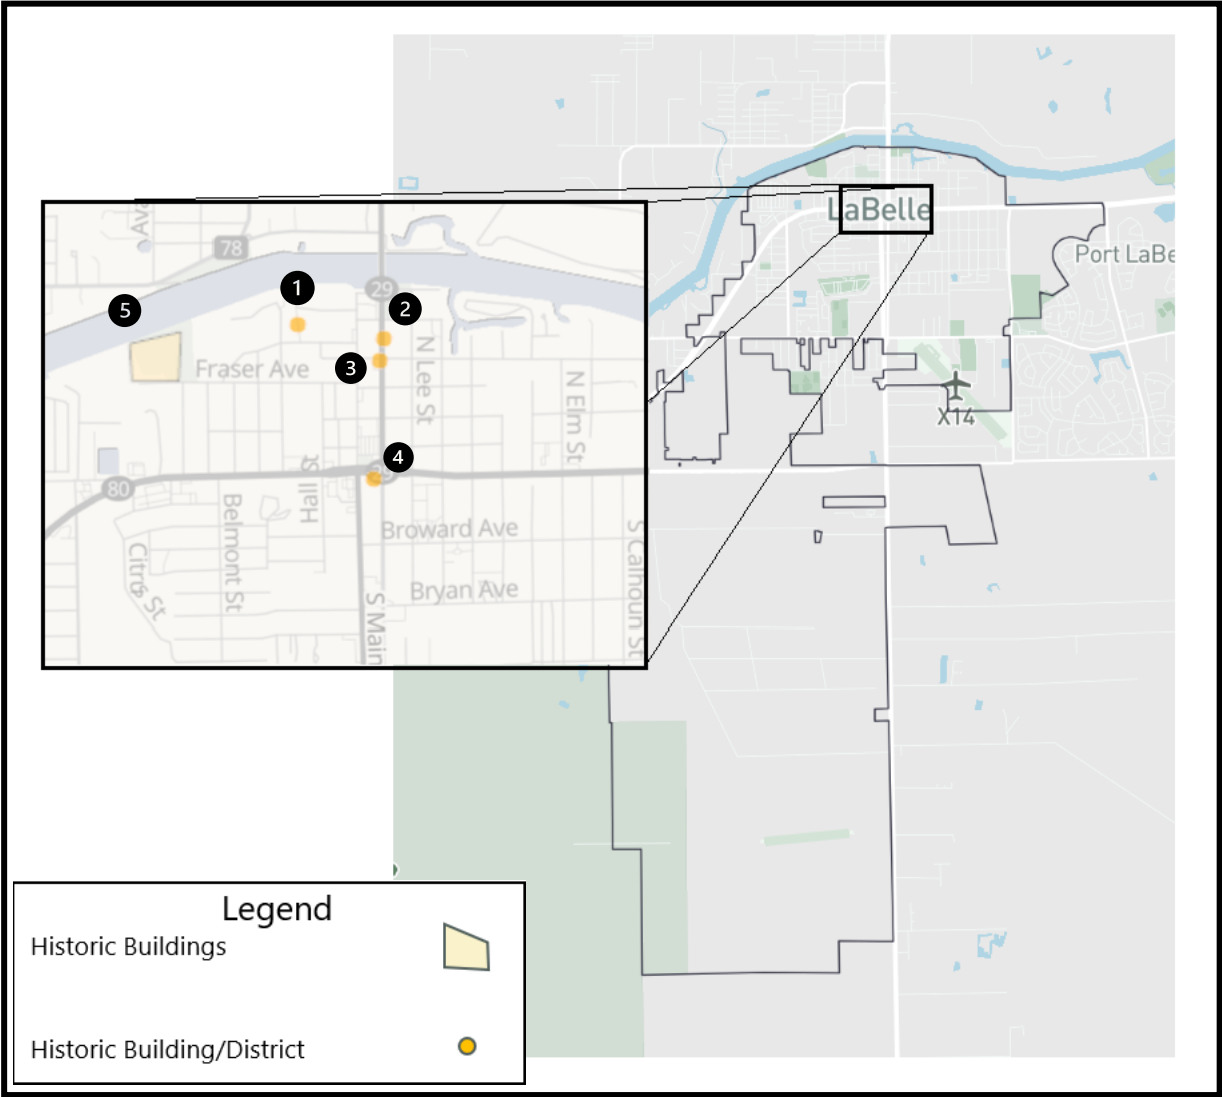 LaBelle
Port LaBe
X14
Ave
78
1
29
5
2
3
Fraser Ave
N Lee St
N Elm St
4
80
Hall St
Belmont St
Broward Ave
Citrus St
Bryan Ave
S Main
S Calhoun St
Legend
Historic Buildings
Historic Building/District